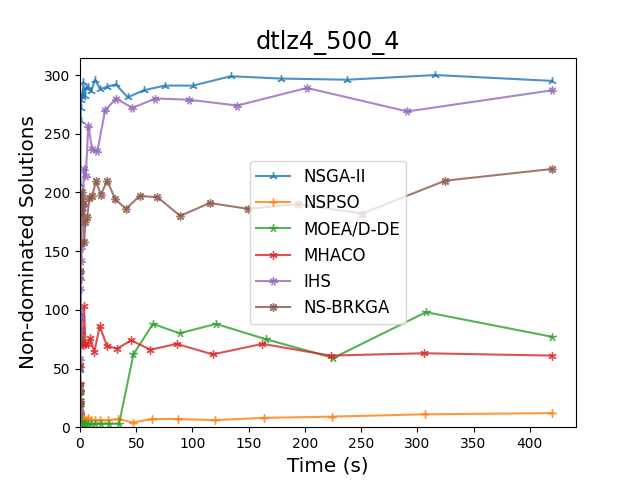 dtlz4_500_4
Non-dominated Solutions
300
250
200
150
100
50
0
NSGA-II
NSPSO
MOEA/D-DE
MHACO
IHS
NS-BRKGA
0 50 100 150 200 250 300 350 400
Time (s)